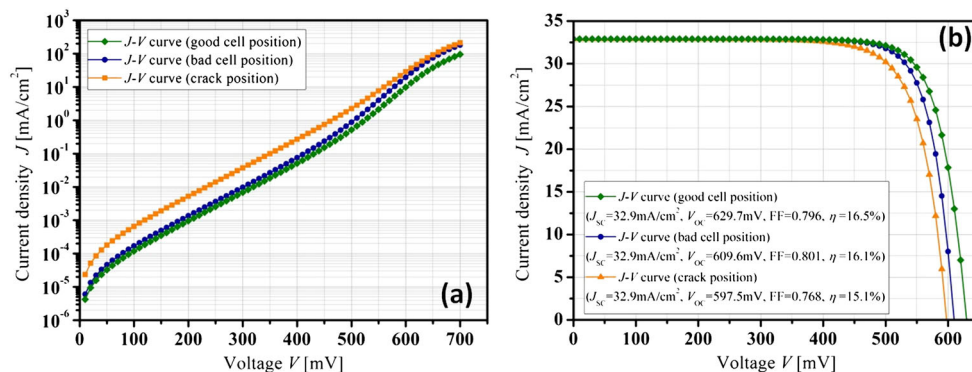 10³
10²
10¹
10⁰
10⁻¹
10⁻²
10⁻³
10⁻⁴
10⁻⁵
10⁻⁶
Current density J [mA/cm²]
J-V curve (good cell position)
J-V curve (bad cell position)
J-V curve (crack position)
(a)
0 100 200 300 400 500 600 700
Voltage V [mV]
35
30
25
20
15
10
5
0
Current density J [mA/cm²]
(b)
J-V curve (good cell position)
(J_SC=32.9mA/cm², V_OC=629.7mV, FF=0.796, η=16.5%)
J-V curve (bad cell position)
(J_SC=32.9mA/cm², V_OC=609.6mV, FF=0.801, η=16.1%)
J-V curve (crack position)
(J_SC=32.9mA/cm², V_OC=597.5mV, FF=0.768, η=15.1%)
0 100 200 300 400 500 600
Voltage V [mV]